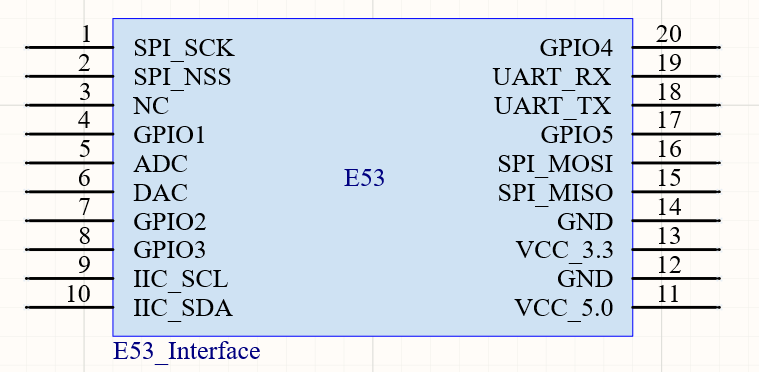 1 SPI_SCK GPIO4 20
2 SPI_NSS UART_RX 19
3 NC UART_TX 18
4 GPIO1 GPIO5 17
5 ADC SPI_MOSI 16
E53
6 DAC SPI_MISO 15
7 GPIO2 GND 14
8 GPIO3 VCC_3.3 13
9 IIC_SCL GND 12
10 IIC_SDA VCC_5.0 11
E53_Interface